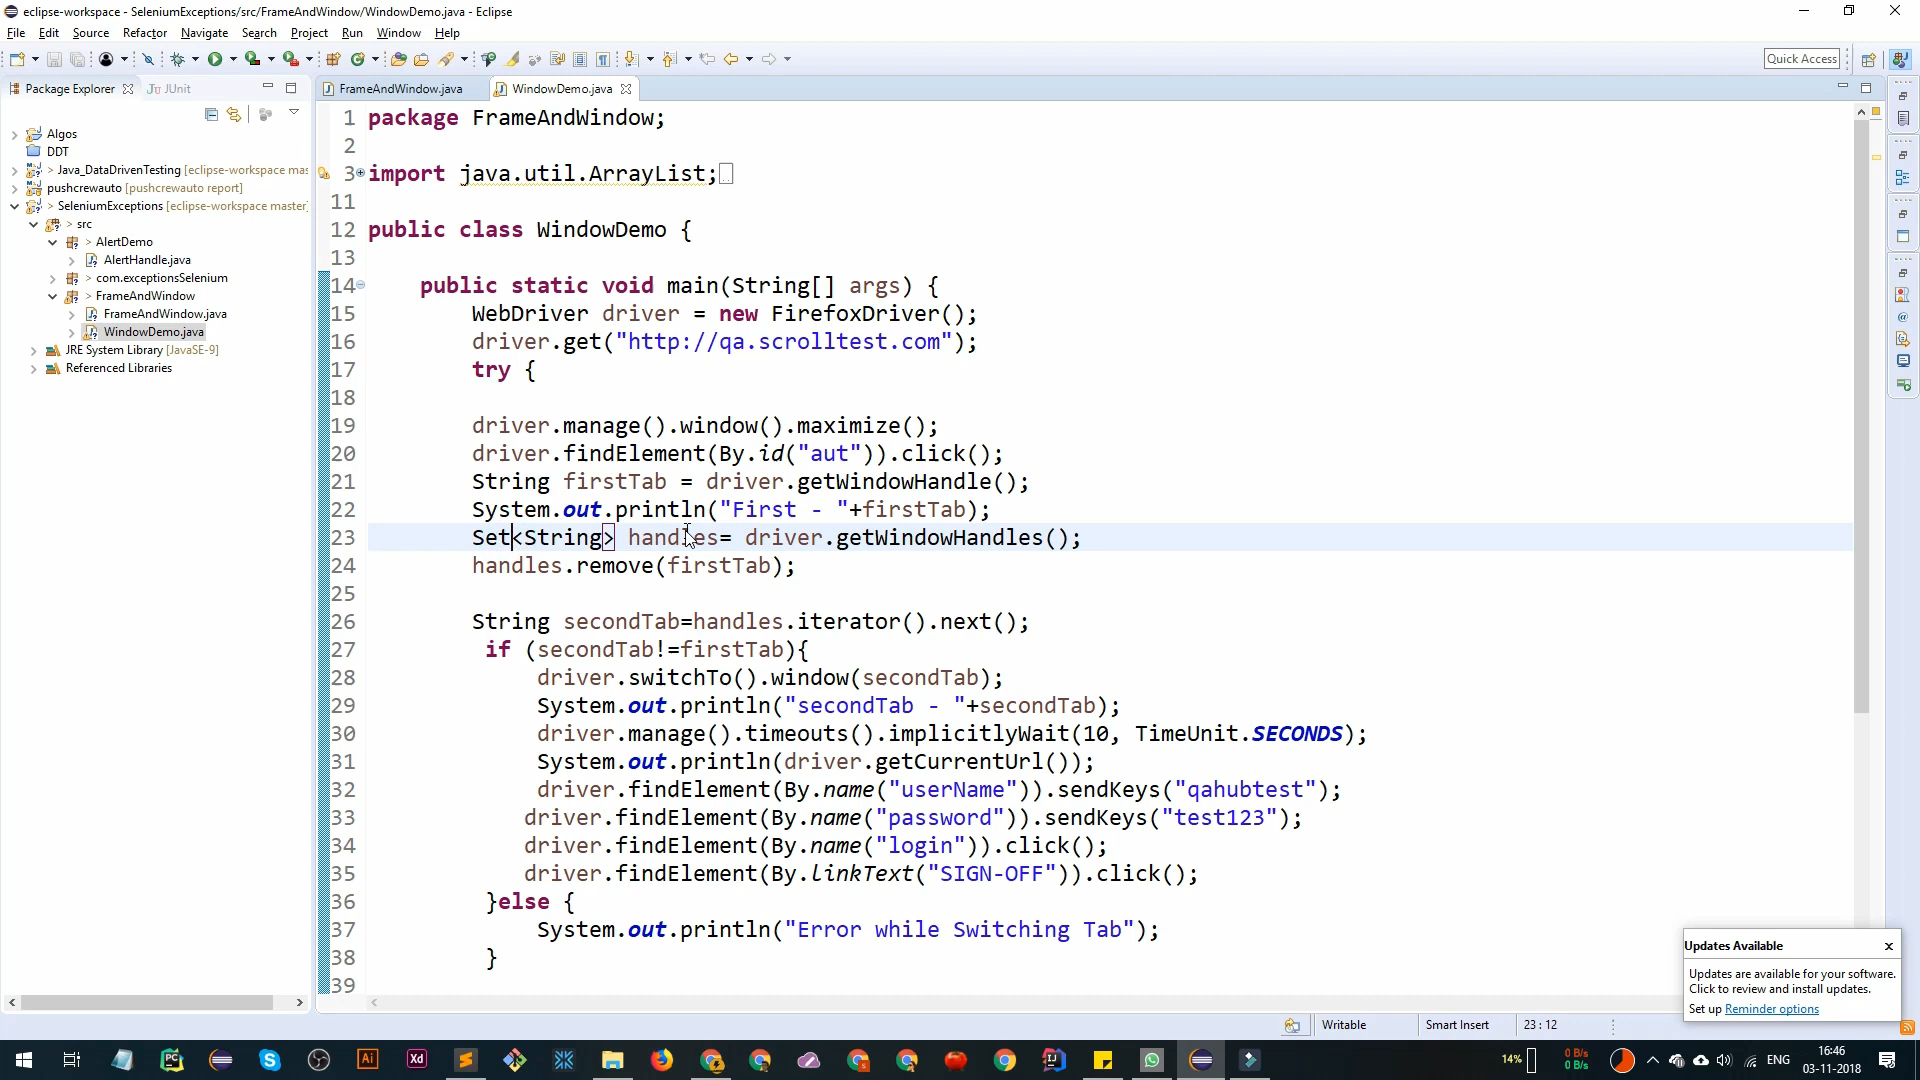 eclipse-workspace - SeleniumExceptions/src/FrameAndWindow/WindowDemo.java - Eclipse
File Edit Source Refactor Navigate Search Project Run Window Help
Quick Access
Package Explorer
JUnit
Algos
DDT
> Java_DataDrivenTesting [eclipse-workspace mas
pushcrewauto [pushcrewauto report]
> SeleniumExceptions [eclipse-workspace master]
> src
> AlertDemo
AlertHandle.java
> com.exceptionsSelenium
> FrameAndWindow
FrameAndWindow.java
WindowDemo.java
JRE System Library [JavaSE-9]
Referenced Libraries
FrameAndWindow.java
WindowDemo.java
1 package FrameAndWindow;
2
3 import java.util.ArrayList;
11
12 public class WindowDemo {
13
14 public static void main(String[] args) {
15 WebDriver driver = new FirefoxDriver();
16 driver.get("http://qa.scrolltest.com");
17 try {
18
19 driver.manage().window().maximize();
20 driver.findElement(By.id("aut")).click();
21 String firstTab = driver.getWindowHandle();
22 System.out.println("First - "+firstTab);
23 Set<String> handles= driver.getWindowHandles();
24 handles.remove(firstTab);
25
26 String secondTab=handles.iterator().next();
27 if (secondTab!=firstTab){
28 driver.switchTo().window(secondTab);
29 System.out.println("secondTab - "+secondTab);
30 driver.manage().timeouts().implicitlyWait(10, TimeUnit.SECONDS);
31 System.out.println(driver.getCurrentUrl());
32 driver.findElement(By.name("userName")).sendKeys("qahubtest");
33 driver.findElement(By.name("password")).sendKeys("test123");
34 driver.findElement(By.name("login")).click();
35 driver.findElement(By.linkText("SIGN-OFF")).click();
36 }else {
37 System.out.println("Error while Switching Tab");
38 }
39
Updates Available
Updates are available for your software.
Click to review and install updates.
Set up Reminder options
Writable
Smart Insert
23 : 12
14%
0 B/s
0 B/s
ENG
16:46
03-11-2018